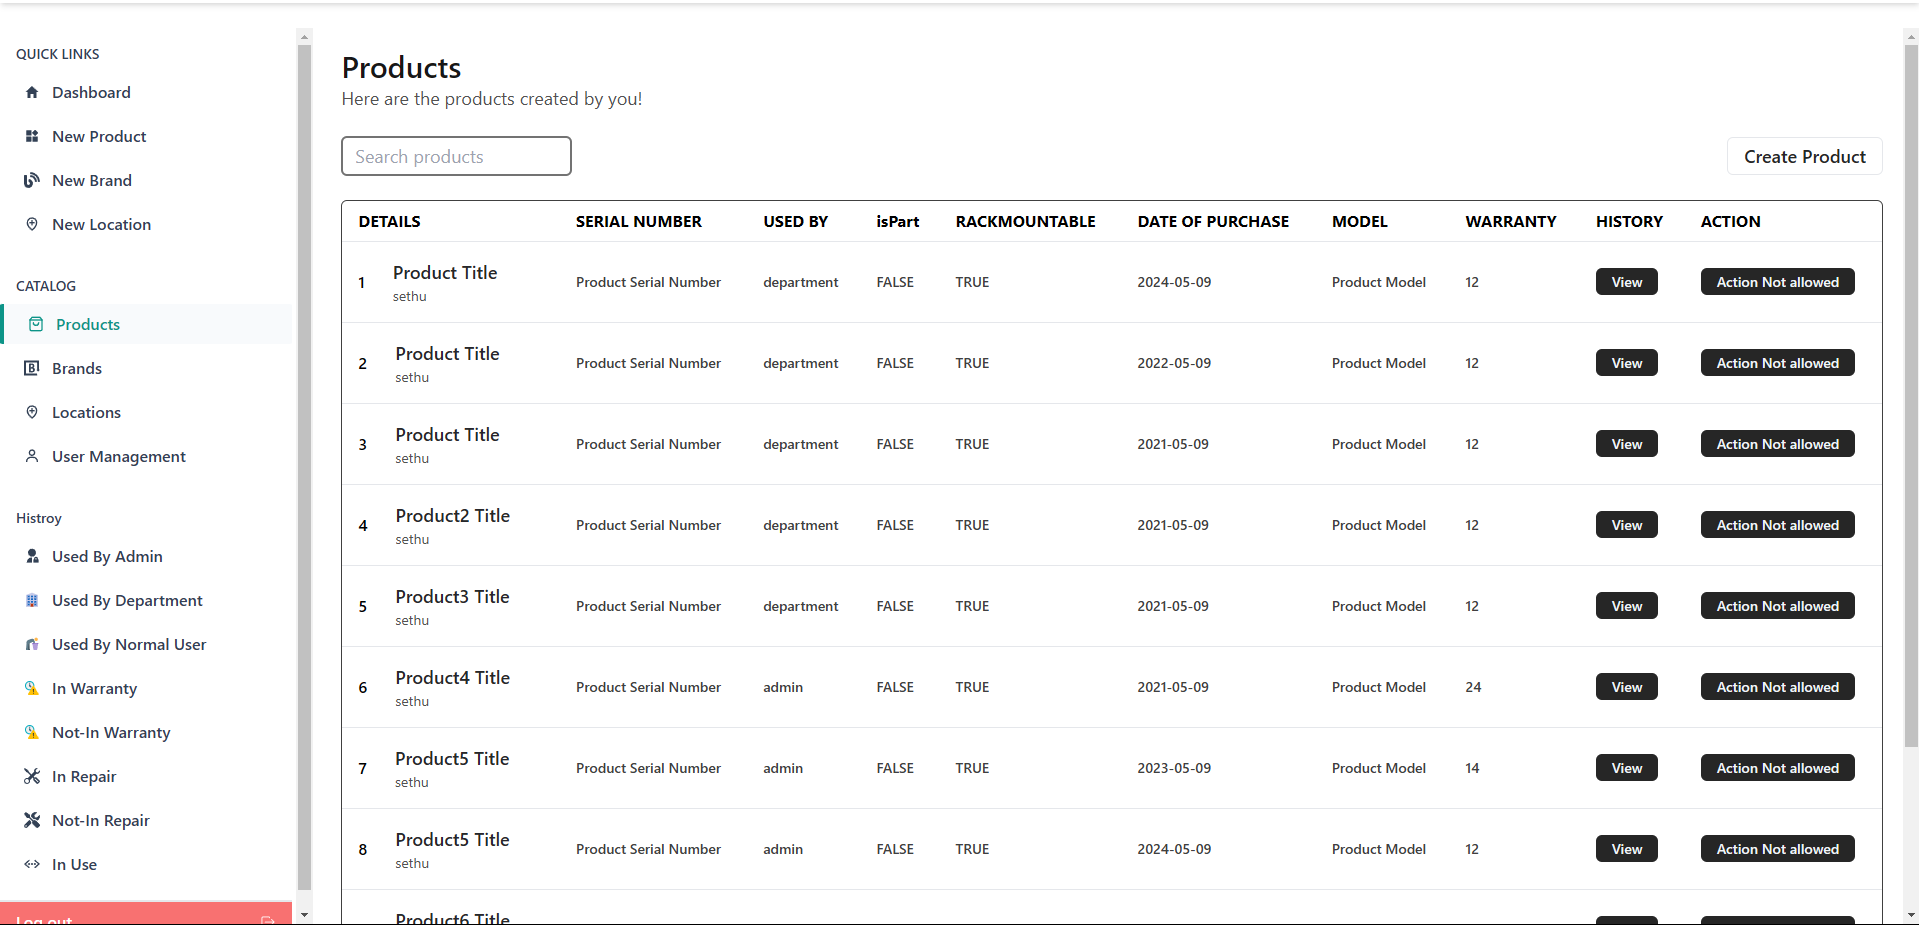 QUICK LINKS
Dashboard
New Product
New Brand
New Location
CATALOG
Products
Brands
Locations
User Management
Histroy
Used By Admin
Used By Department
Used By Normal User
In Warranty
Not-In Warranty
In Repair
Not-In Repair
In Use
Log out
Products
Here are the products created by you!
Search products
Create Product
DETAILS SERIAL NUMBER USED BY isPart RACKMOUNTABLE DATE OF PURCHASE MODEL WARRANTY HISTORY ACTION
1 Product Title Product Serial Number department FALSE TRUE 2024-05-09 Product Model 12 View Action Not allowed
sethu
2 Product Title Product Serial Number department FALSE TRUE 2022-05-09 Product Model 12 View Action Not allowed
sethu
3 Product Title Product Serial Number department FALSE TRUE 2021-05-09 Product Model 12 View Action Not allowed
sethu
4 Product2 Title Product Serial Number department FALSE TRUE 2021-05-09 Product Model 12 View Action Not allowed
sethu
5 Product3 Title Product Serial Number department FALSE TRUE 2021-05-09 Product Model 12 View Action Not allowed
sethu
6 Product4 Title Product Serial Number admin FALSE TRUE 2021-05-09 Product Model 24 View Action Not allowed
sethu
7 Product5 Title Product Serial Number admin FALSE TRUE 2023-05-09 Product Model 14 View Action Not allowed
sethu
8 Product5 Title Product Serial Number admin FALSE TRUE 2024-05-09 Product Model 12 View Action Not allowed
sethu
Product6 Title